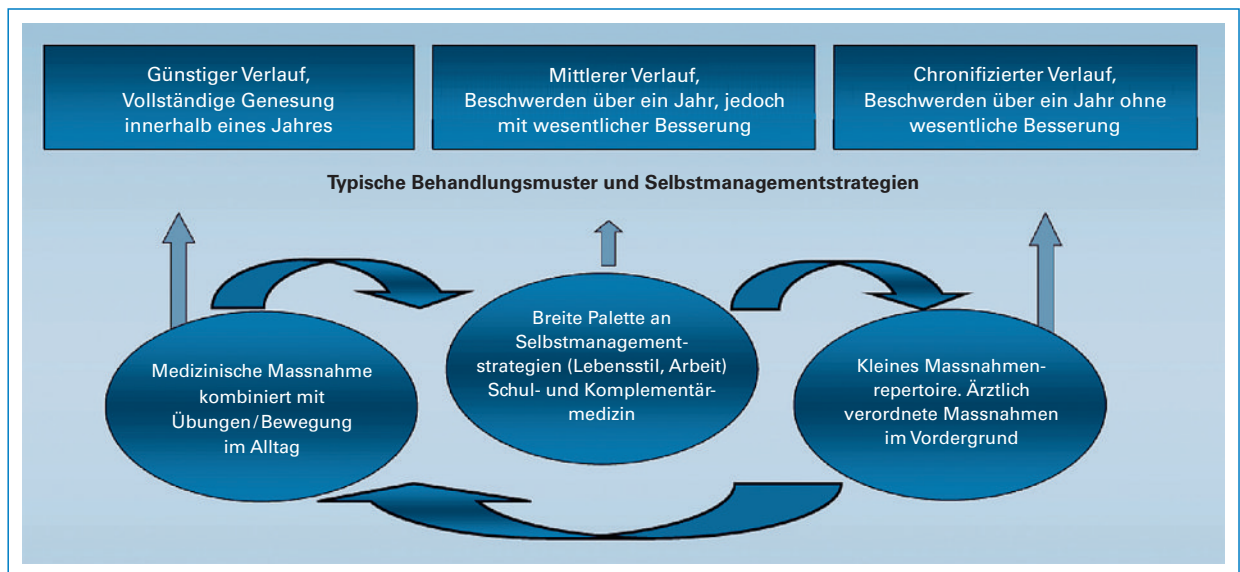 Günstiger Verlauf,
Vollständige Genesung
innerhalb eines Jahres
Mittlerer Verlauf,
Beschwerden über ein Jahr, jedoch
mit wesentlicher Besserung
Chronifizierter Verlauf,
Beschwerden über ein Jahr ohne
wesentliche Besserung
Typische Behandlungsmuster und Selbstmanagementstrategien
Medizinische Massnahme
kombiniert mit
Übungen/Bewegung
im Alltag
Breite Palette an
Selbstmanagement-
strategien (Lebensstil, Arbeit)
Schul- und Komplementär-
medizin
Kleines Massnahmen-
repertoire. Ärztlich
verordnete Massnahmen
im Vordergrund